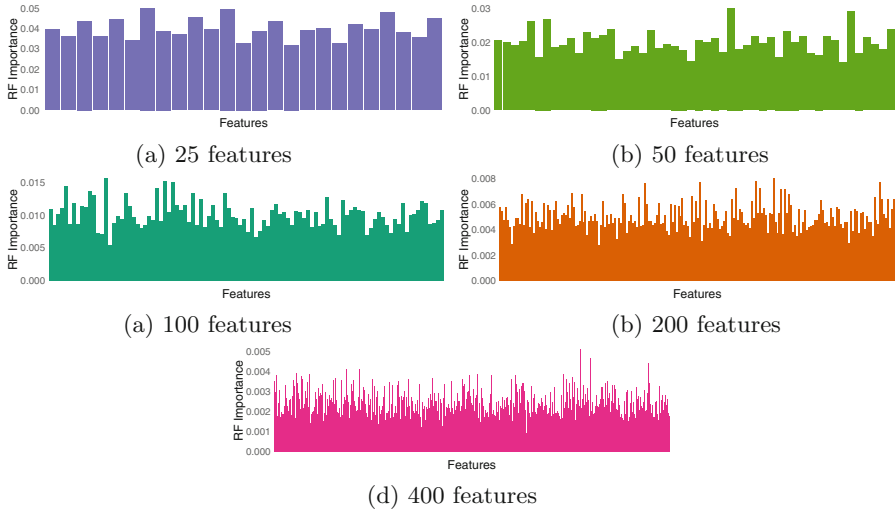 0.05
0.04
0.03
0.02
0.01
0.00
RF Importance
Features
(a) 25 features
0.03
0.02
0.01
0.00
RF Importance
Features
(b) 50 features
0.015
0.010
0.005
0.000
RF Importance
Features
(a) 100 features
0.008
0.006
0.004
0.002
0.000
RF Importance
Features
(b) 200 features
0.005
0.004
0.003
0.002
0.001
0.000
RF Importance
Features
(d) 400 features